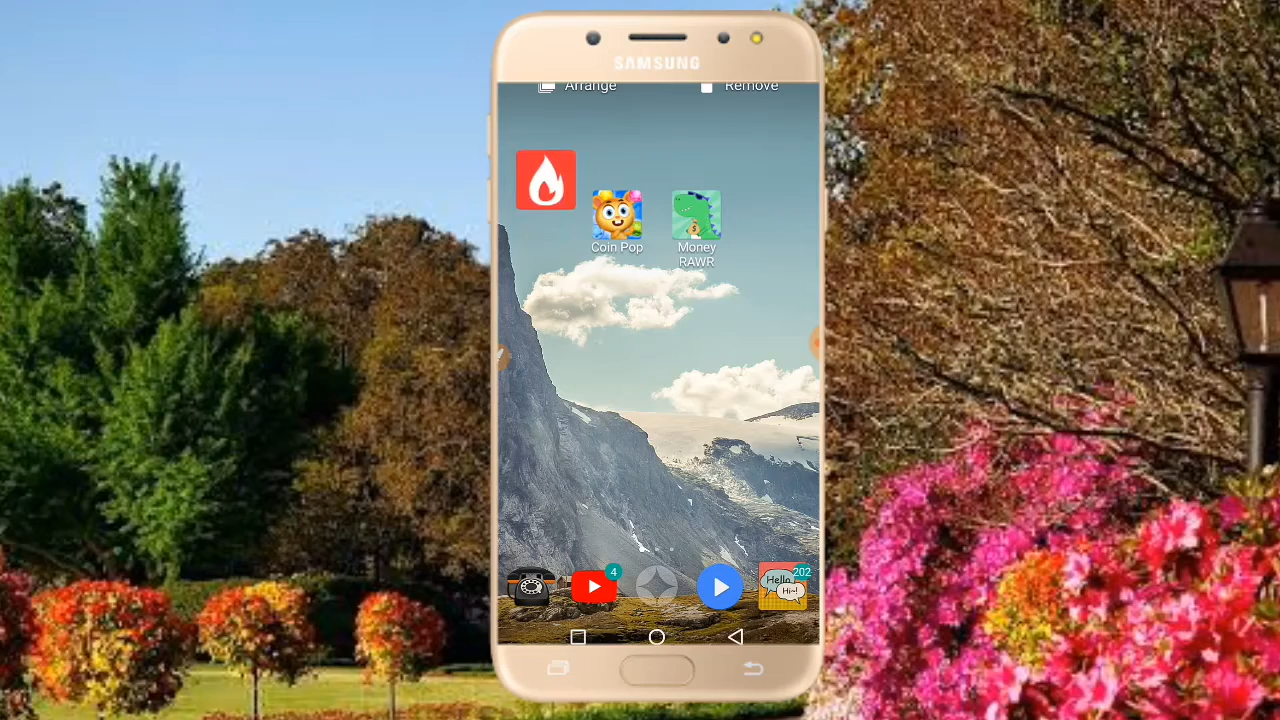 SAMSUNG
Arrange
Remove
Coin Pop
Money
RAWR
4
202
Hello
Hi~!